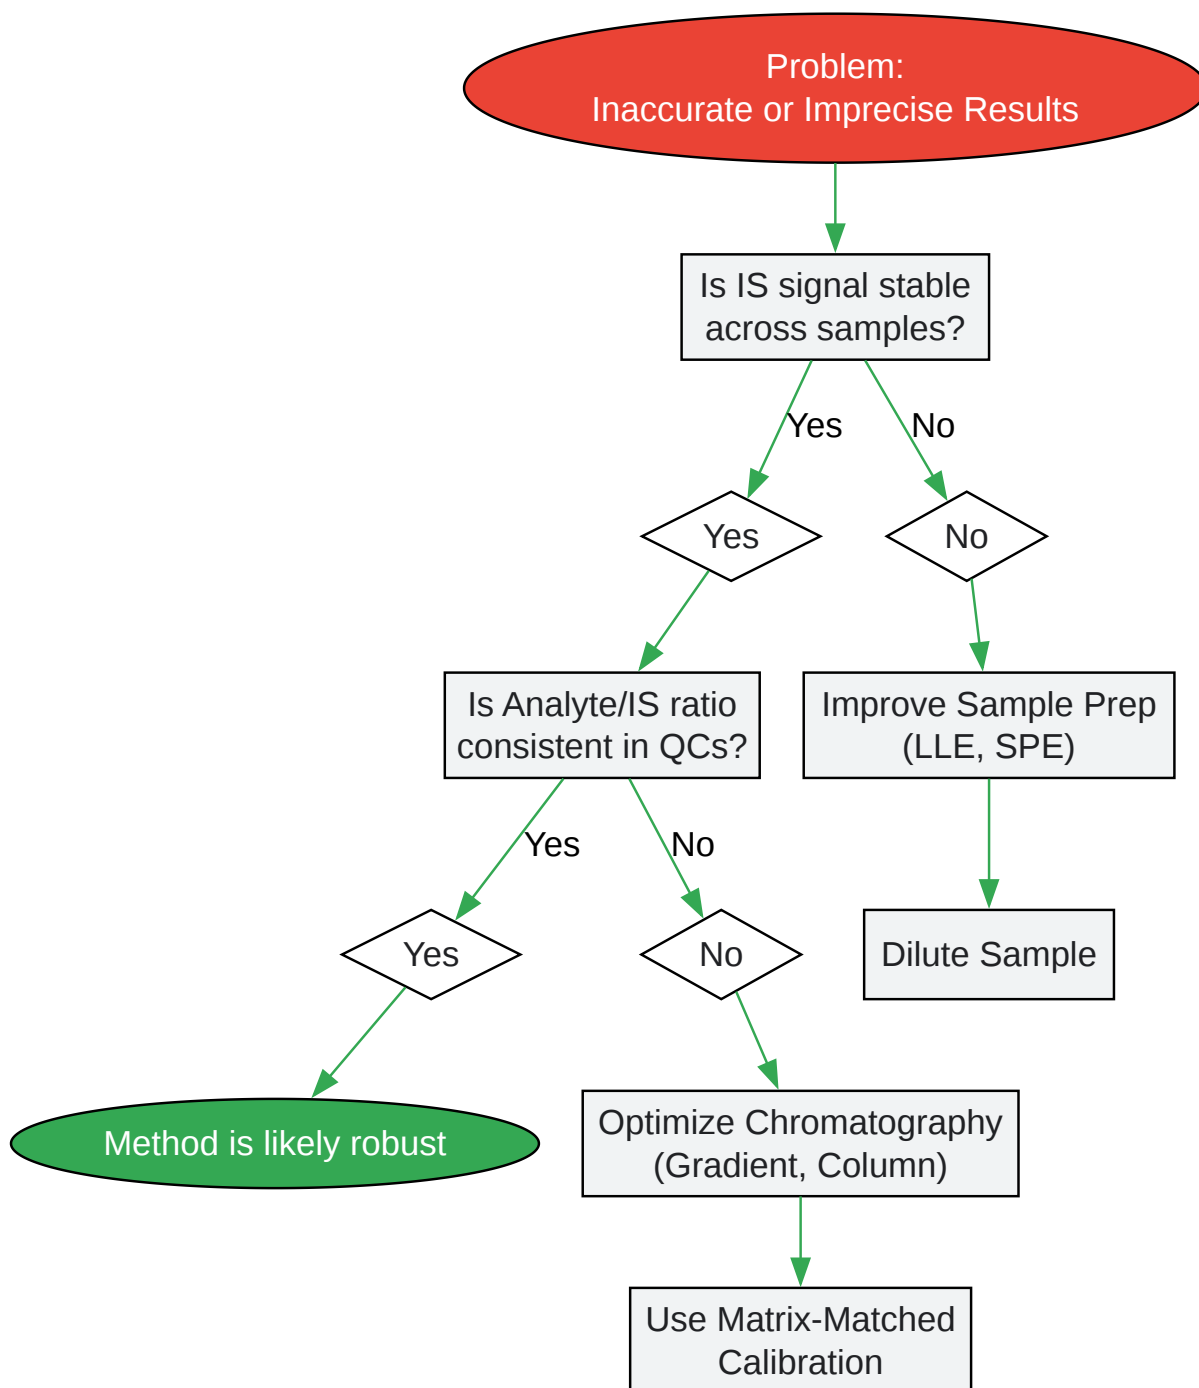 Problem:
Inaccurate or Imprecise Results
Is IS signal stable
across samples?
Yes
No
Yes
No
Is Analyte/IS ratio
consistent in QCs?
Improve Sample Prep
(LLE, SPE)
Yes
No
Yes
No
Dilute Sample
Method is likely robust
Optimize Chromatography
(Gradient, Column)
Use Matrix-Matched
Calibration